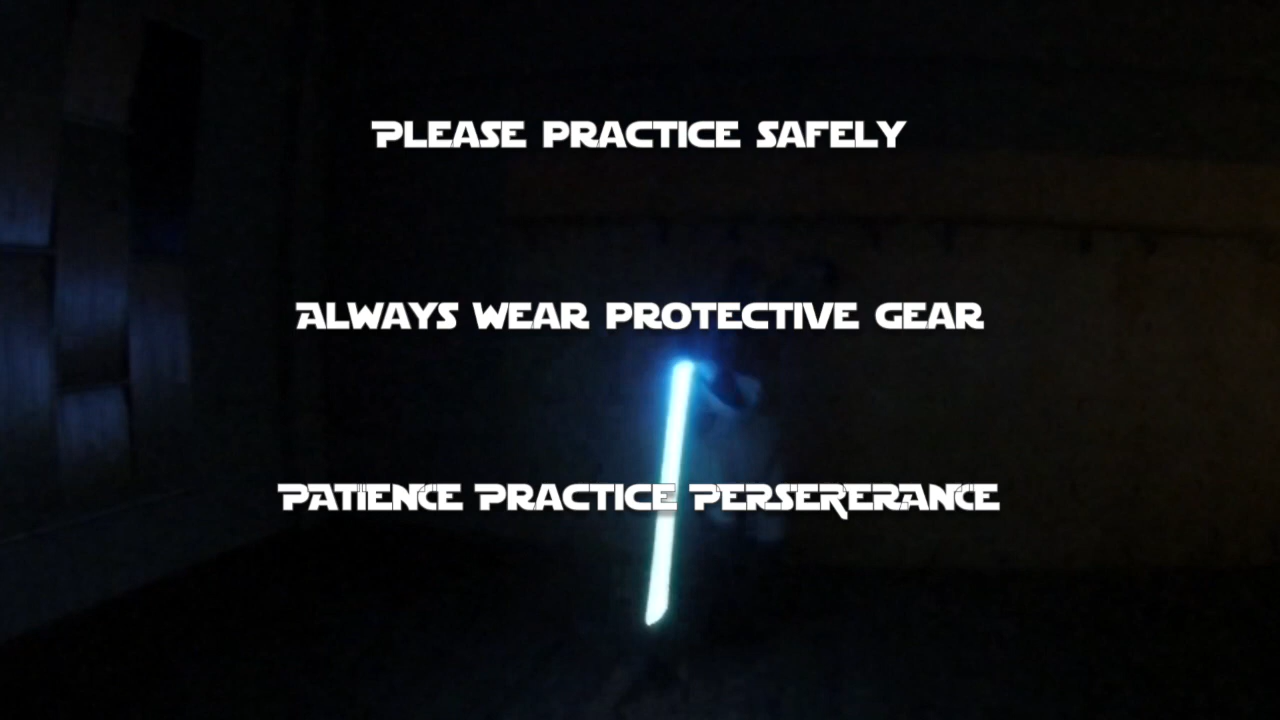 Please practice safely
Always wear protective gear
Patience Practice Persererance